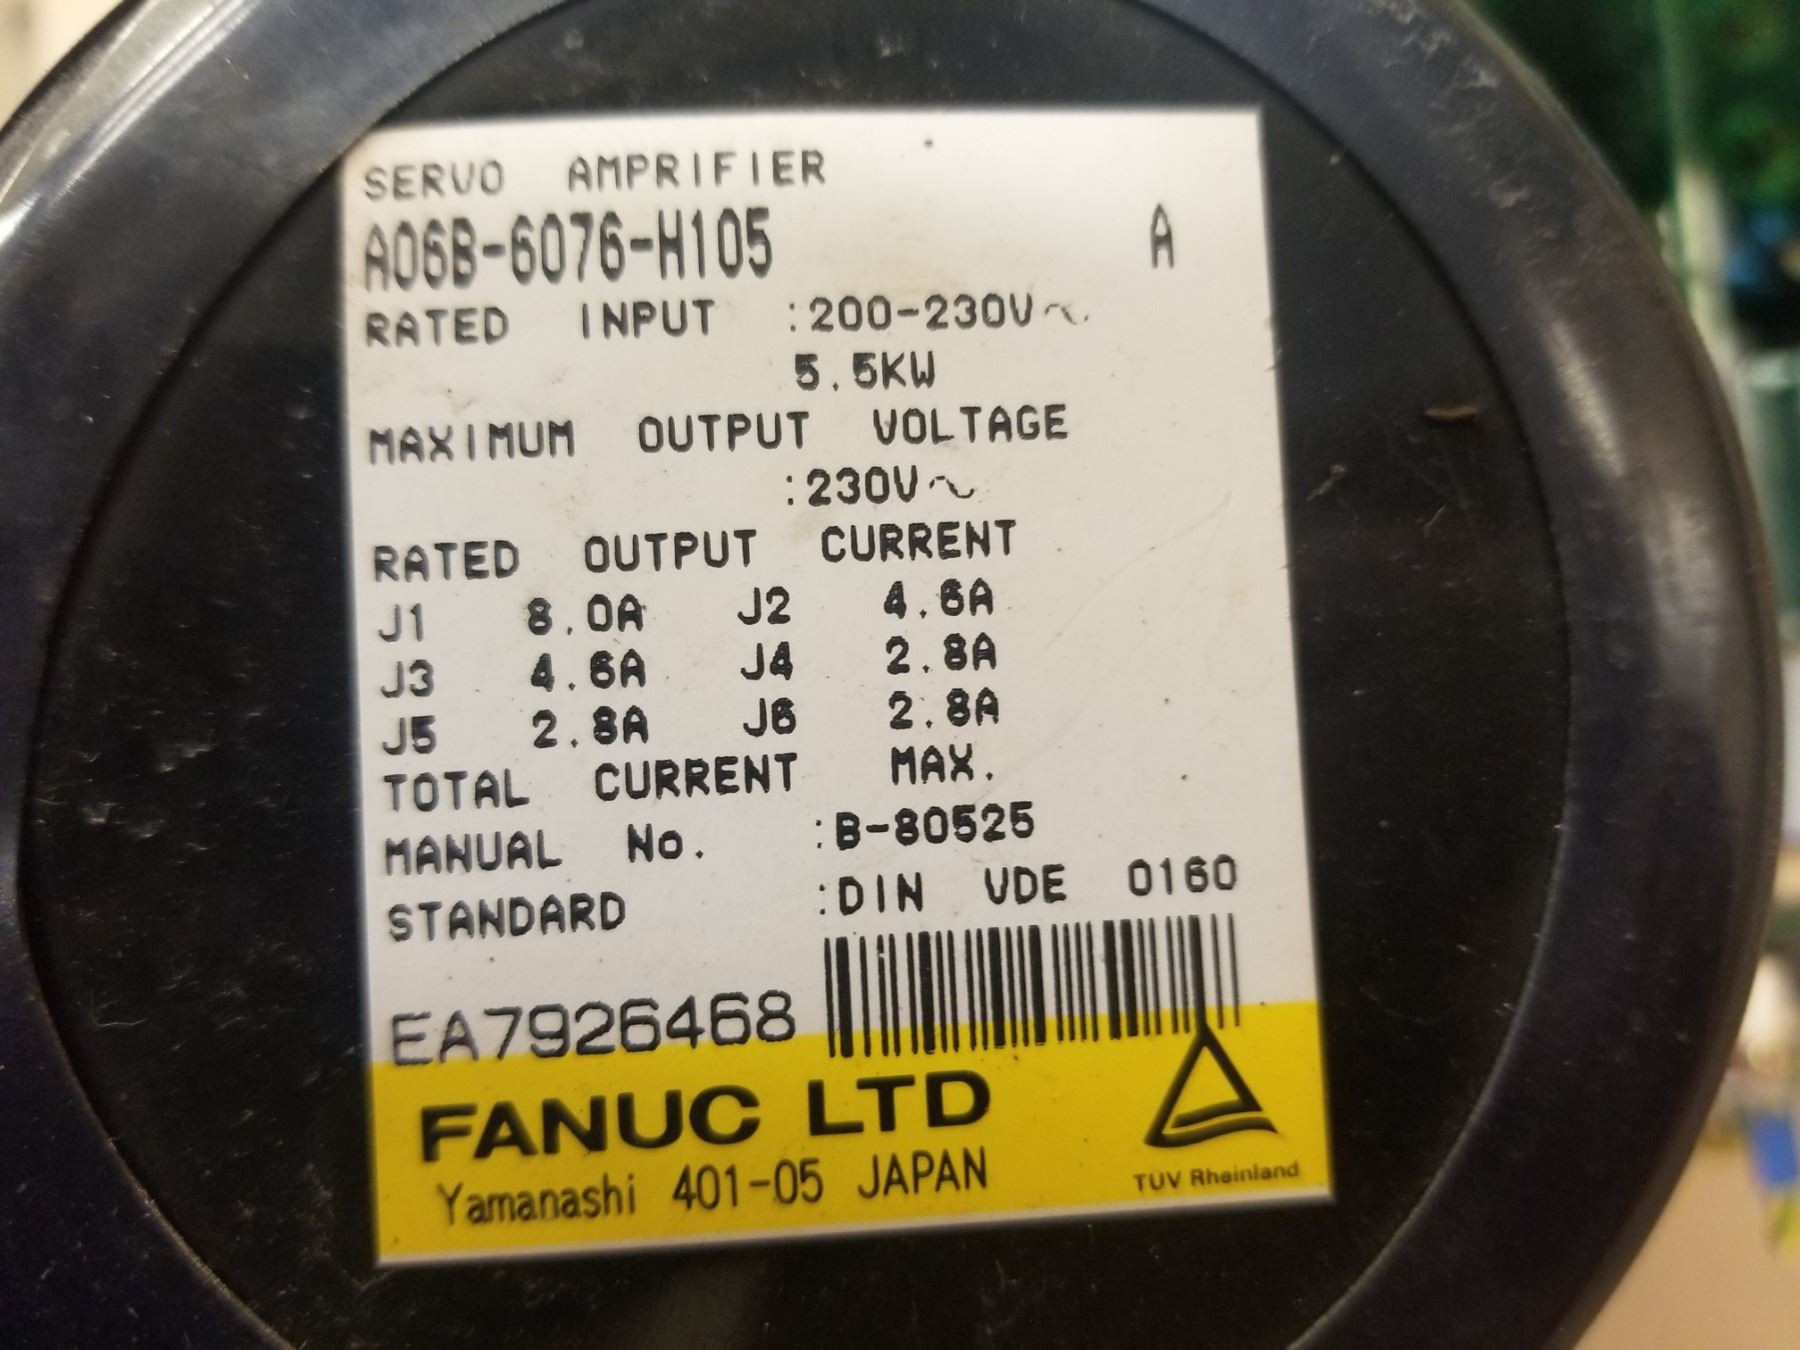 SERVO AMPRIFIER
A06B-6076-H105 A
RATED INPUT :200-230V~
5.5KW
MAXIMUM OUTPUT VOLTAGE
:230V~
RATED OUTPUT CURRENT
J1 8.0A J2 4.6A
J3 4.6A J4 2.8A
J5 2.8A J6 2.8A
TOTAL CURRENT MAX.
MANUAL No. :B-80525
STANDARD :DIN VDE 0160
EA7926468
FANUC LTD
Yamanashi 401-05 JAPAN
TUV Rheinland